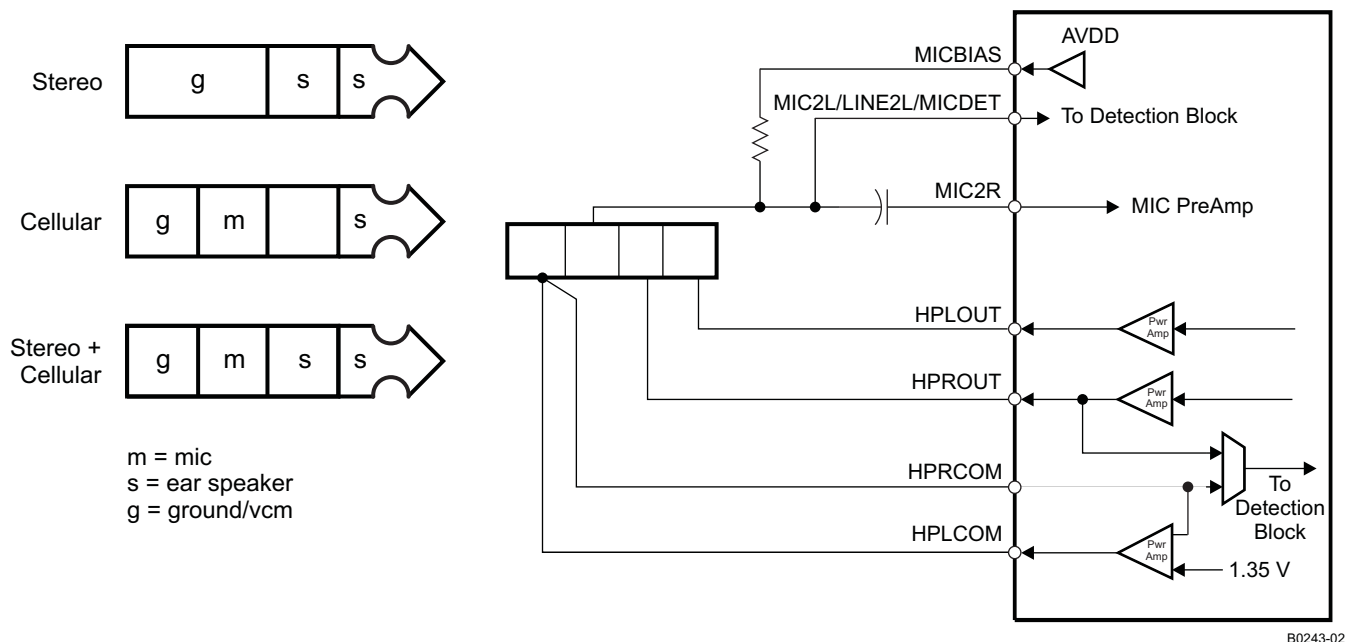 Stereo
g s s
Cellular
g m s
Stereo +
Cellular
g m s s
m = mic
s = ear speaker
g = ground/vcm
AVDD
MICBIAS
MIC2L/LINE2L/MICDET
To Detection Block
MIC2R
MIC PreAmp
HPLOUT
Pwr
Amp
HPROUT
Pwr
Amp
HPRCOM
To
Detection
Block
HPLCOM
Pwr
Amp
1.35 V
B0243-02